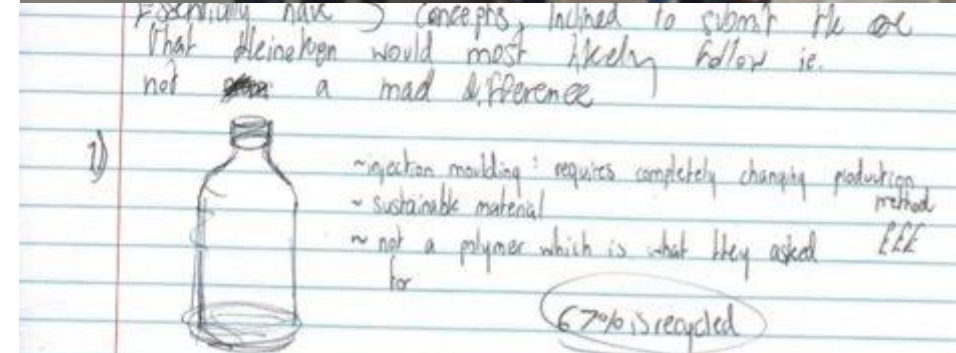 Essentially have 3 concepts, Inclined to submit the one
that would most likely follow ie.
not a mad difference
1)
~injection moulding : requires completely changing production method
~ sustainable material
~ not a polymer which is what they asked £££
for
67% is recycled